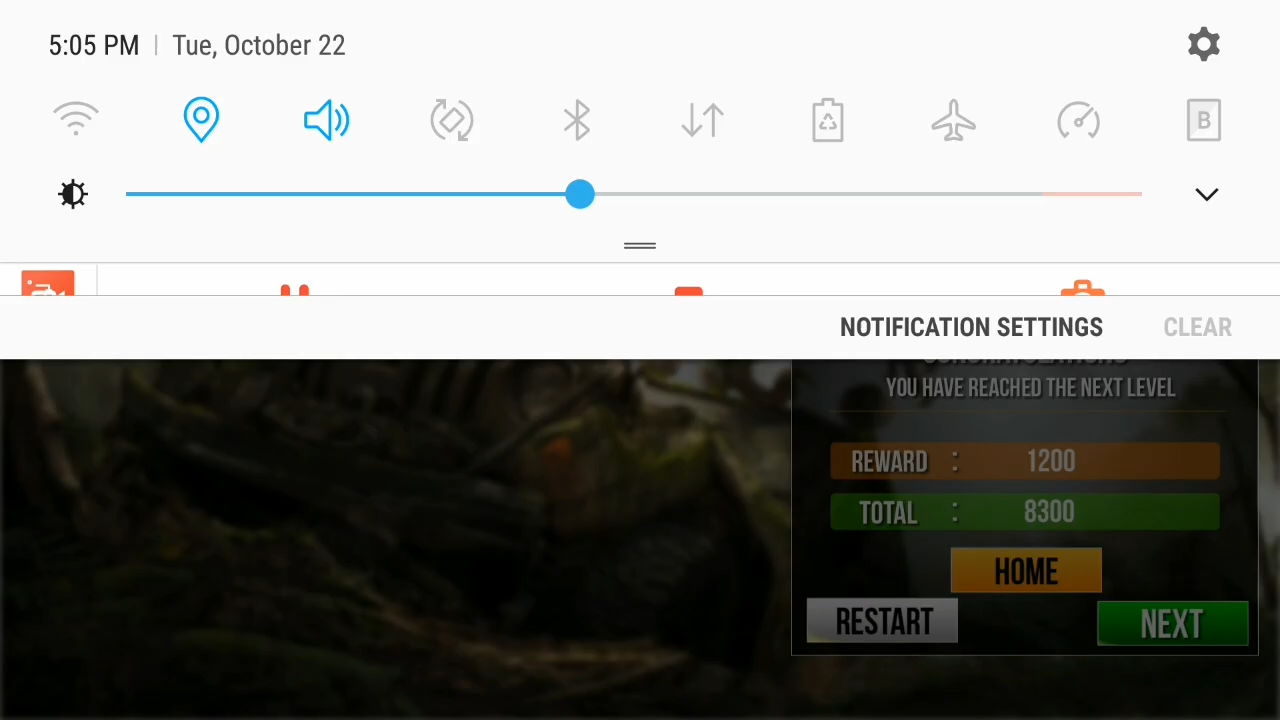 5:05 PM | Tue, October 22
B
NOTIFICATION SETTINGS CLEAR
CONGRATULATIONS
YOU HAVE REACHED THE NEXT LEVEL
REWARD : 1200
TOTAL : 8300
HOME
RESTART
NEXT